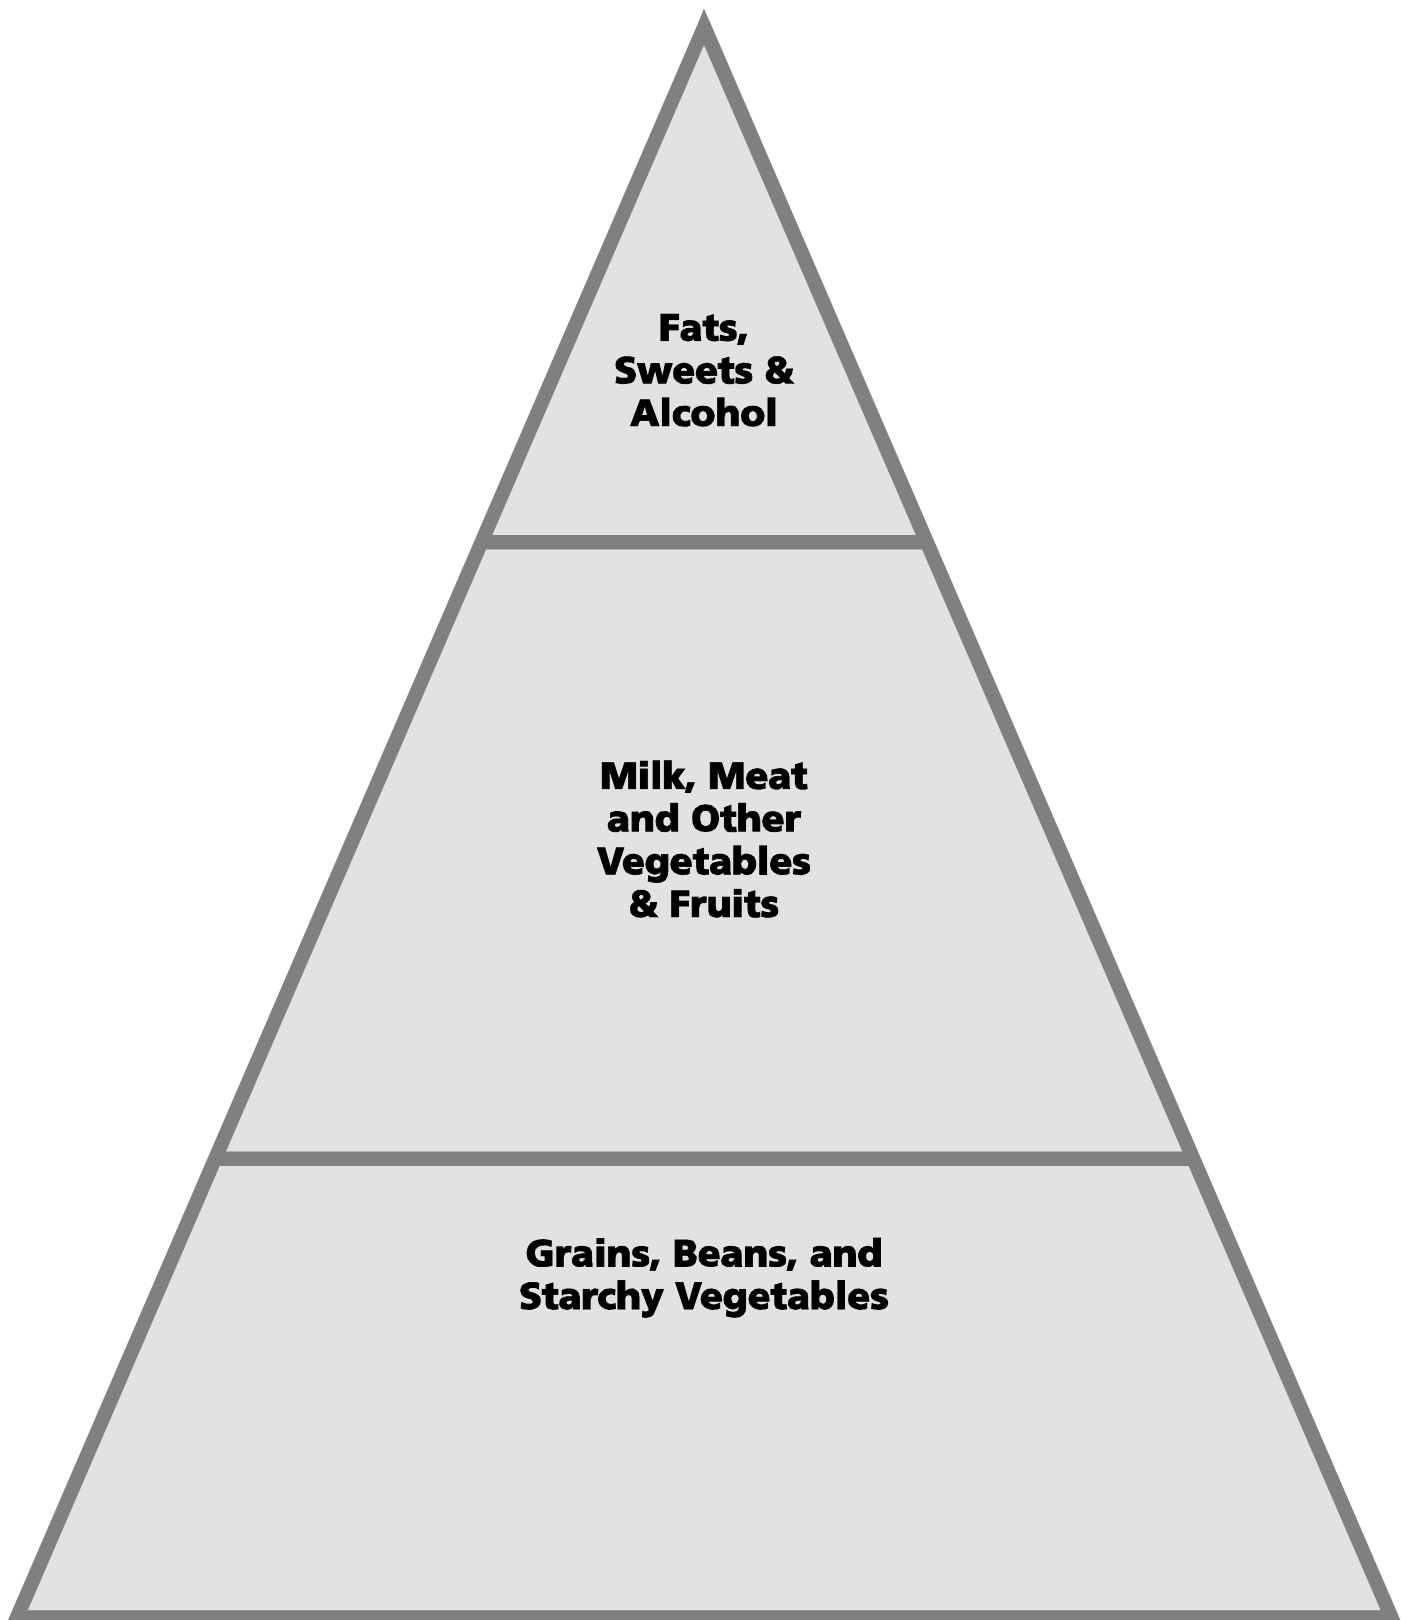 Fats,
Sweets &
Alcohol
Milk, Meat
and Other
Vegetables
& Fruits
Grains, Beans, and
Starchy Vegetables